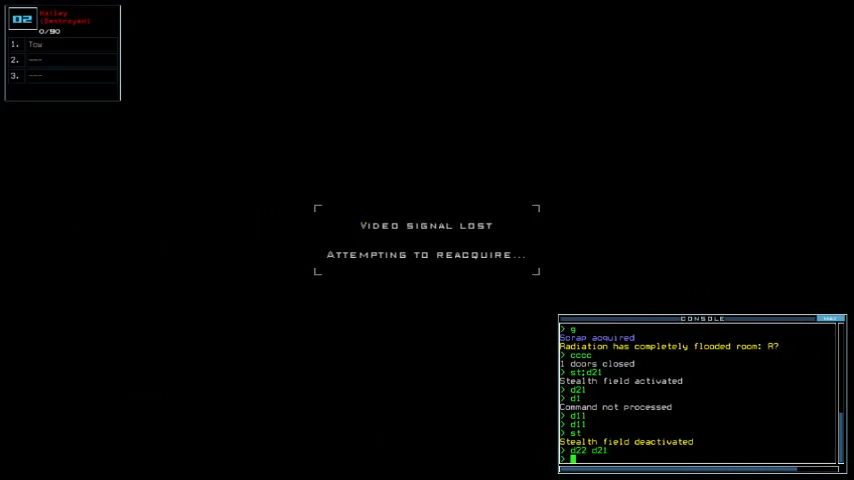 02
Hailey
(Destroyed)
0/90
1. Tow
2. ---
3. ---
Video signal lost
Attempting to reacquire...
CONSOLE
> g
Scrap acquired
Radiation has completely flooded room: R?
> cccc
1 doors closed
> st;d21
Stealth field activated
> d21
> d1
Command not processed
> d11
> d11
> st
Stealth field deactivated
> d22 d21
>